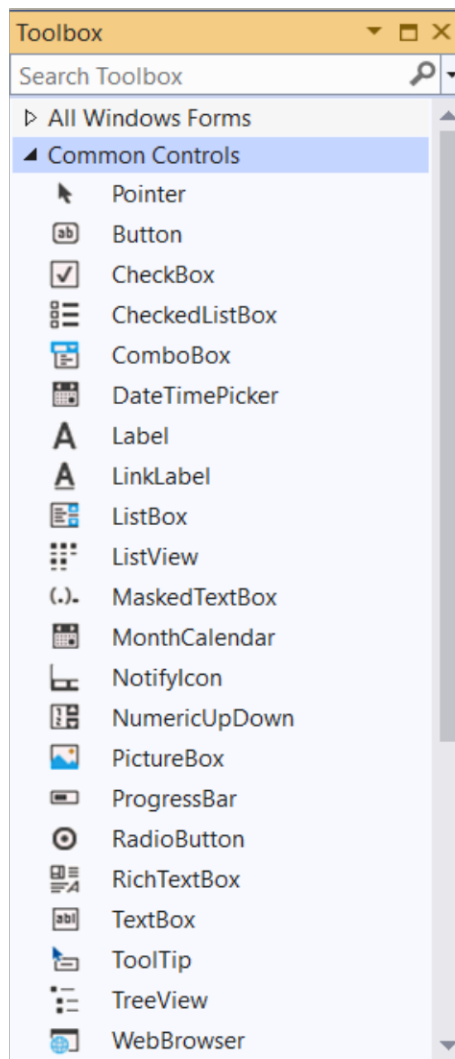 Toolbox
Search Toolbox
All Windows Forms
Common Controls
Pointer
Button
CheckBox
CheckedListBox
ComboBox
DateTimePicker
Label
LinkLabel
ListBox
ListView
MaskedTextBox
MonthCalendar
NotifyIcon
NumericUpDown
PictureBox
ProgressBar
RadioButton
RichTextBox
TextBox
ToolTip
TreeView
WebBrowser